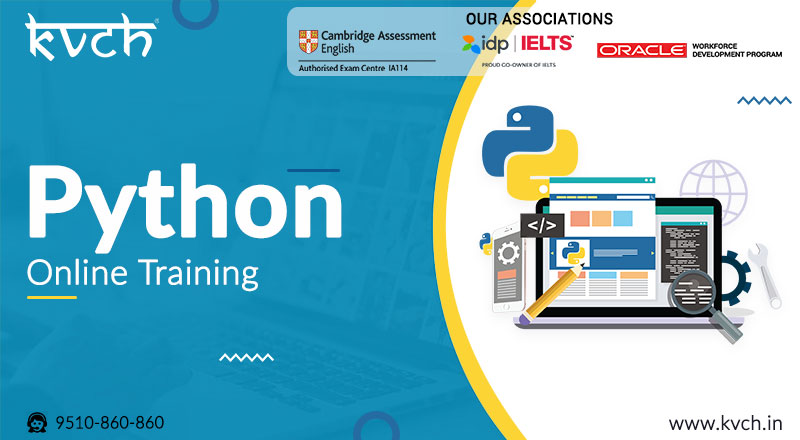 kvch®
OUR ASSOCIATIONS
Cambridge Assessment
English
Authorised Exam Centre IA114
idp | IELTS™
PROUD CO-OWNER OF IELTS
ORACLE
WORKFORCE
DEVELOPMENT PROGRAM
Python
Online Training
</>
9510-860-860
www.kvch.in